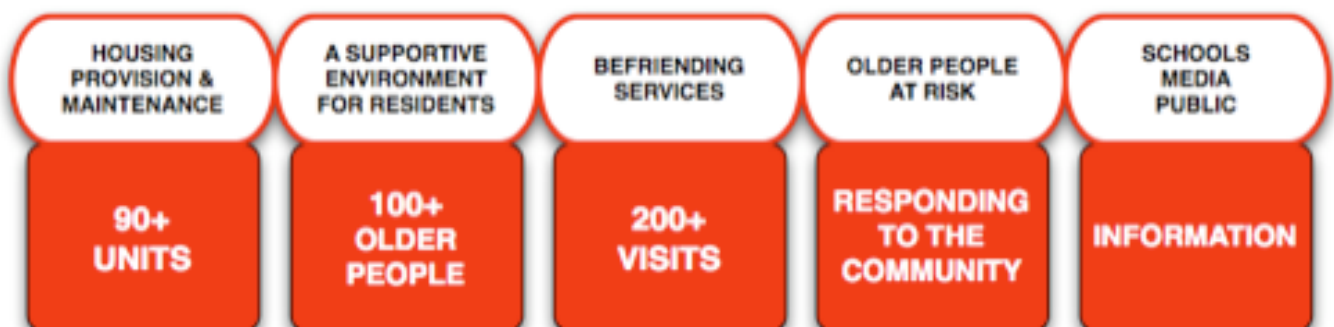 HOUSING
PROVISION &
MAINTENANCE
90+
UNITS
A SUPPORTIVE
ENVIRONMENT
FOR RESIDENTS
100+
OLDER
PEOPLE
BEFRIENDING
SERVICES
200+
VISITS
OLDER PEOPLE
AT RISK
RESPONDING
TO THE
COMMUNITY
SCHOOLS
MEDIA
PUBLIC
INFORMATION